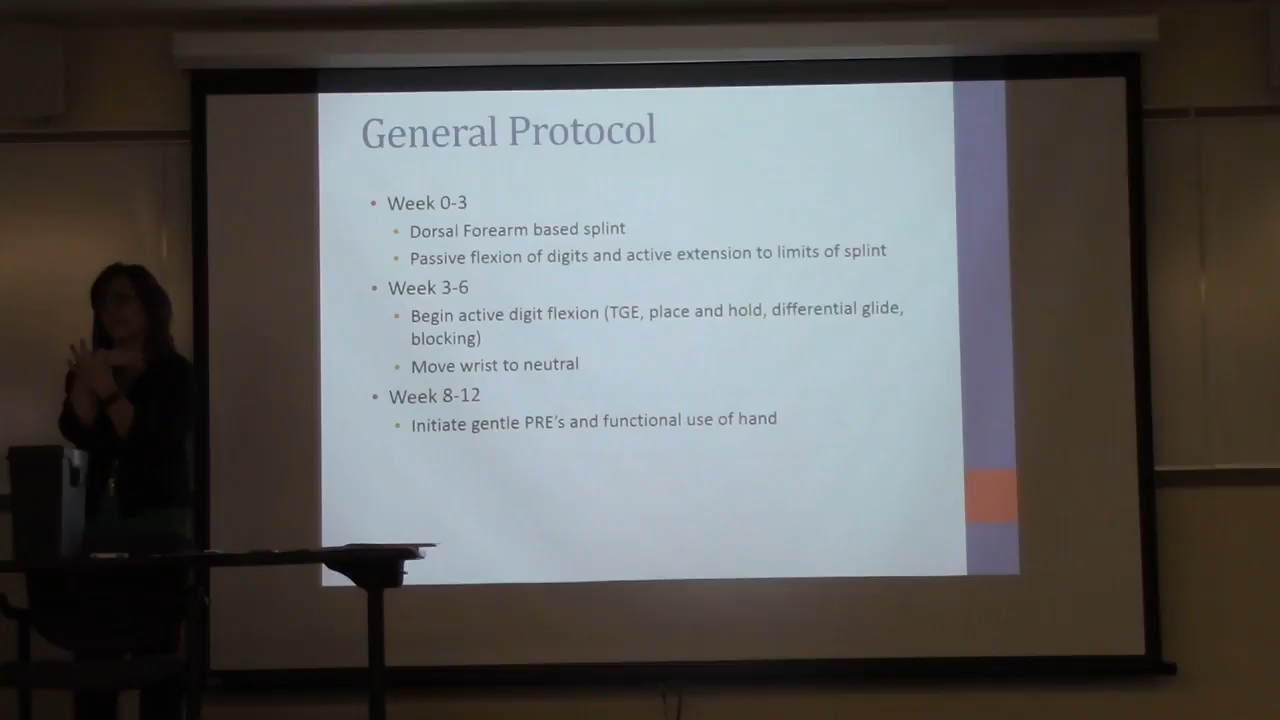 General Protocol
• Week 0-3
• Dorsal Forearm based splint
• Passive flexion of digits and active extension to limits of splint
• Week 3-6
• Begin active digit flexion (TGE, place and hold, differential glide,
blocking)
• Move wrist to neutral
• Week 8-12
• Initiate gentle PRE's and functional use of hand